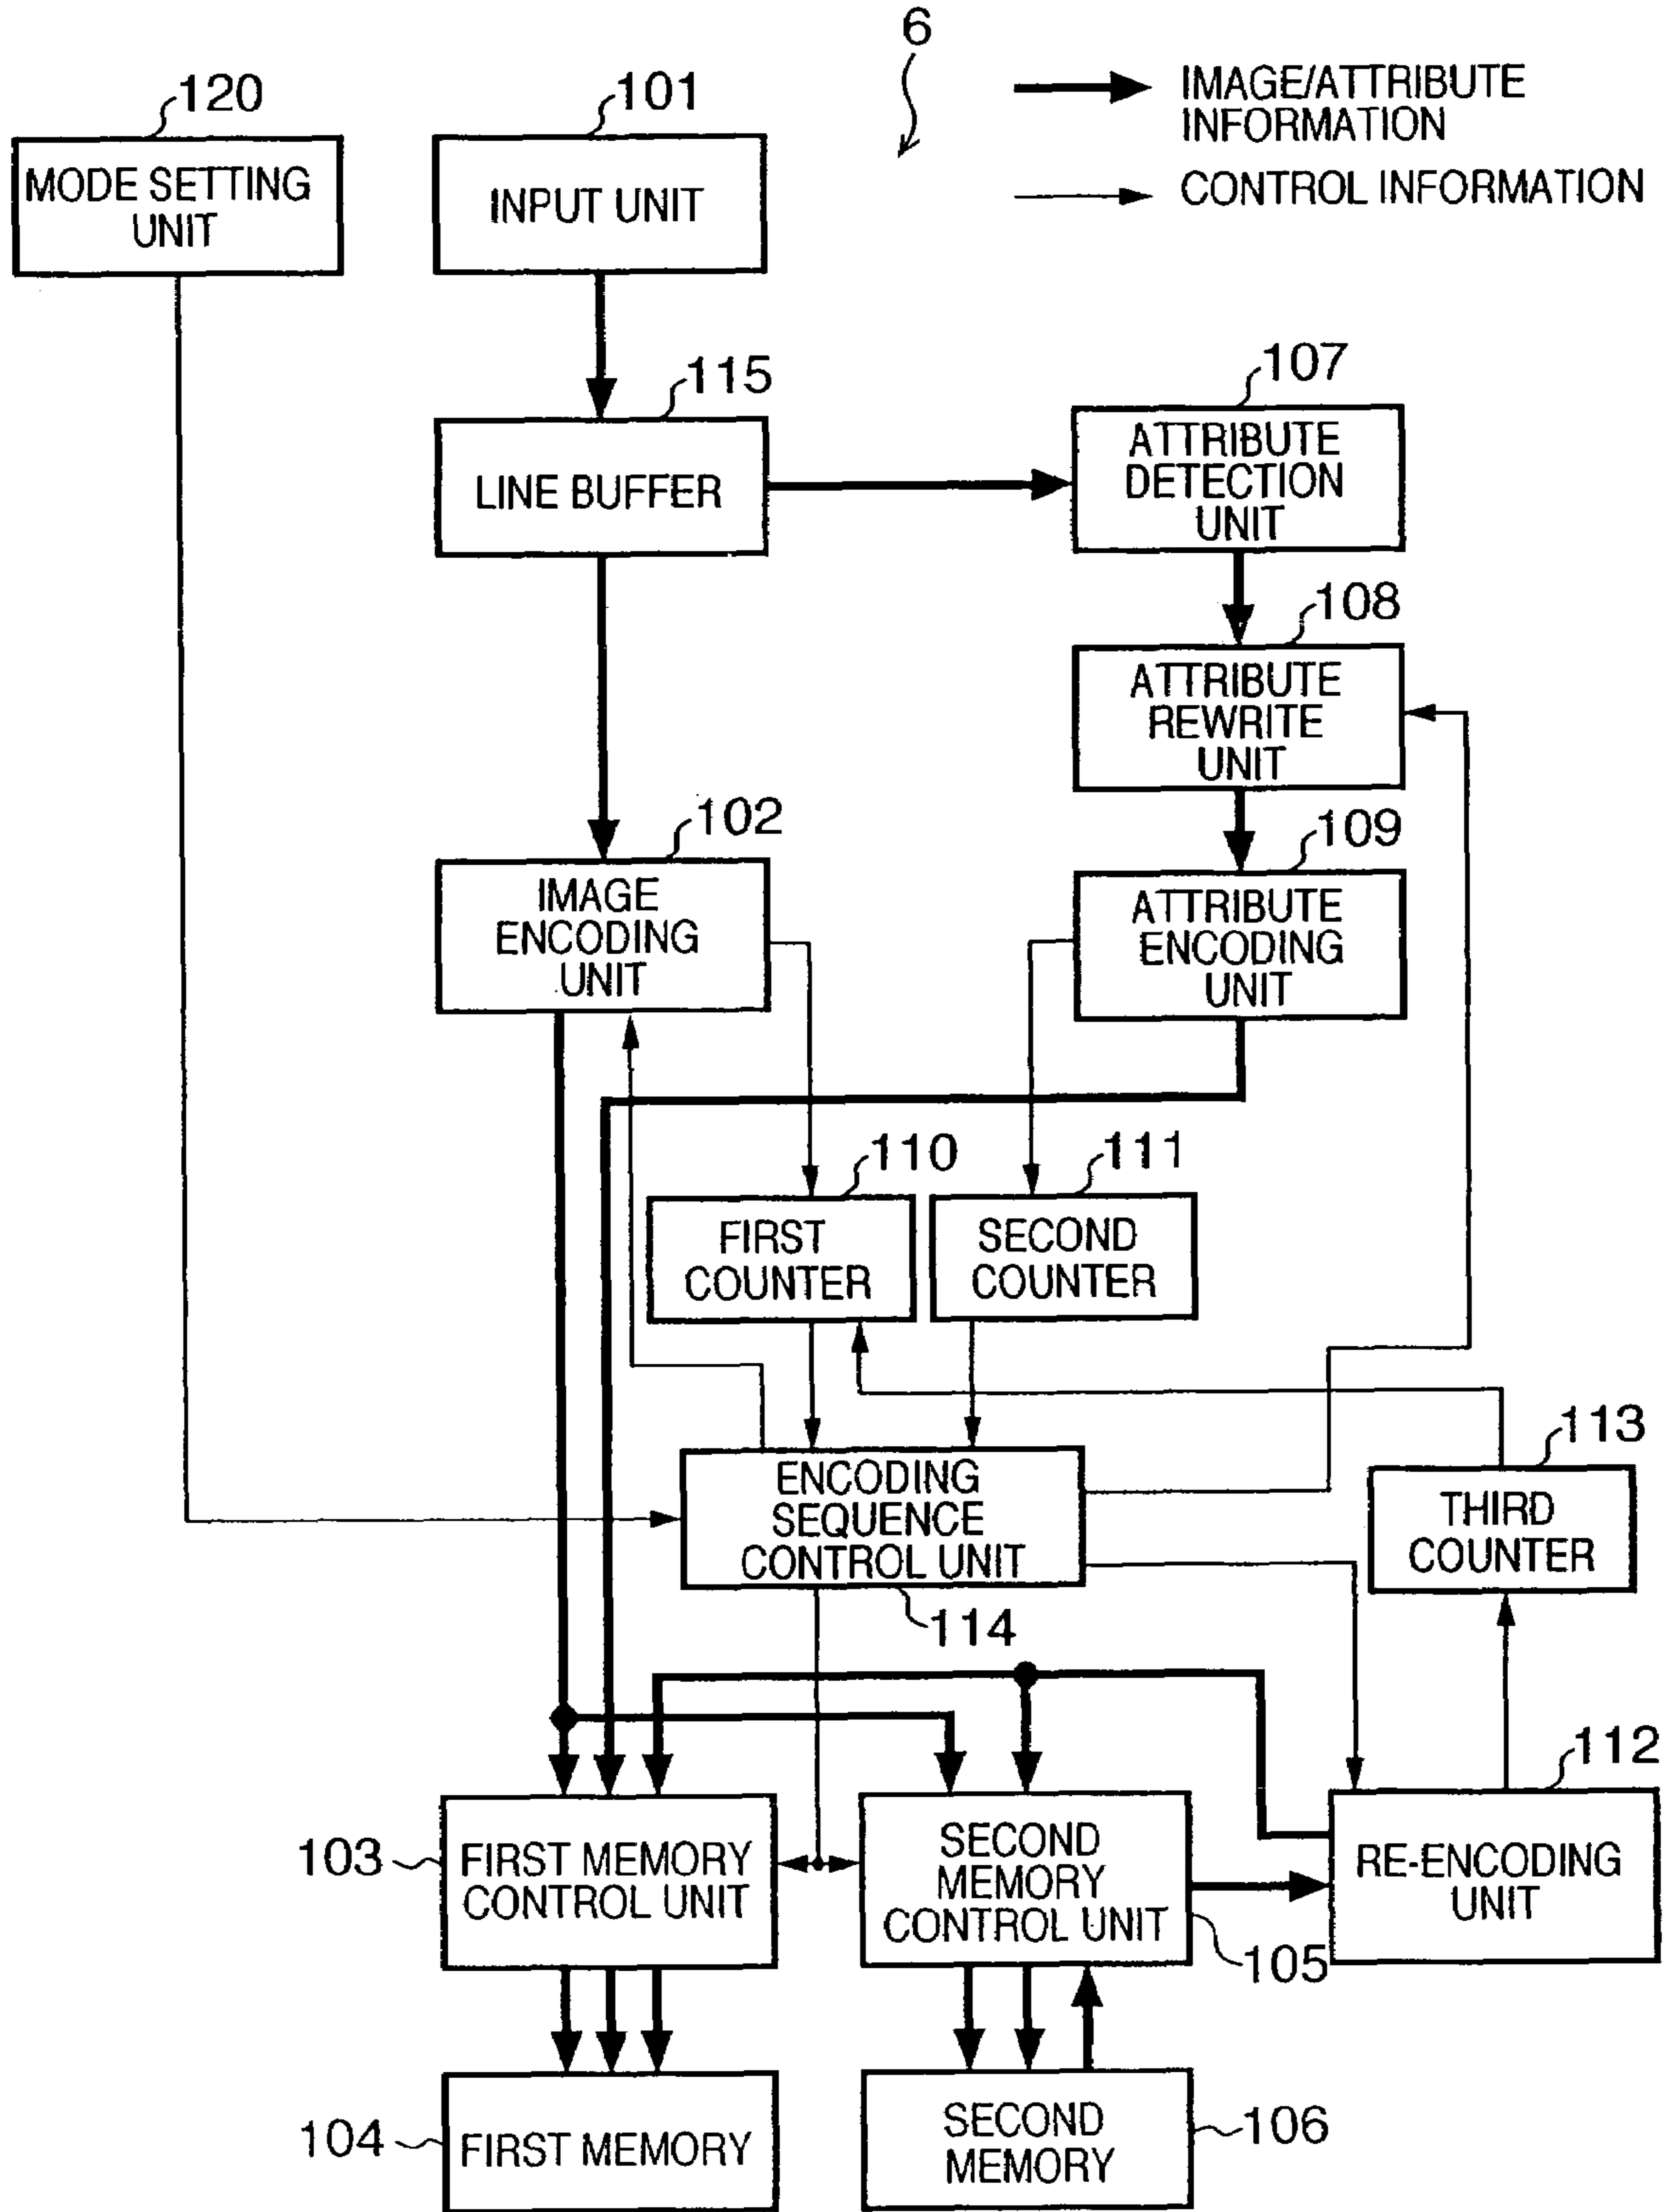 6
IMAGE/ATTRIBUTE
INFORMATION
CONTROL INFORMATION
120
MODE SETTING
UNIT
101
INPUT UNIT
115
LINE BUFFER
107
ATTRIBUTE
DETECTION
UNIT
108
ATTRIBUTE
REWRITE
UNIT
102
IMAGE
ENCODING
UNIT
109
ATTRIBUTE
ENCODING
UNIT
110
FIRST
COUNTER
111
SECOND
COUNTER
113
THIRD
COUNTER
ENCODING
SEQUENCE
CONTROL UNIT
114
103
FIRST MEMORY
CONTROL UNIT
SECOND
MEMORY
CONTROL UNIT
105
112
RE-ENCODING
UNIT
104
FIRST MEMORY
SECOND
MEMORY
106